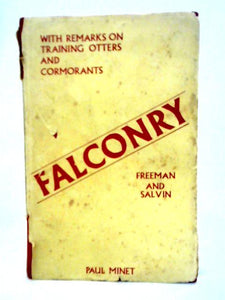 WITH REMARKS ON
TRAINING OTTERS
AND
CORMORANTS
FALCONRY
FREEMAN
AND
SALVIN
PAUL MINET